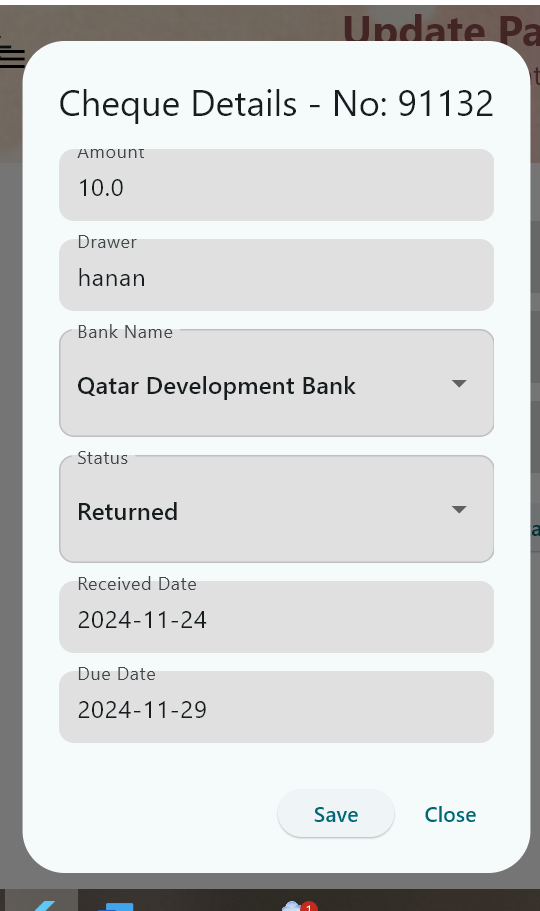 Update Pa
Cheque Details - No: 91132
Amount
10.0
Drawer
hanan
Bank Name
Qatar Development Bank
Status
Returned
Received Date
2024-11-24
Due Date
2024-11-29
Save
Close
1